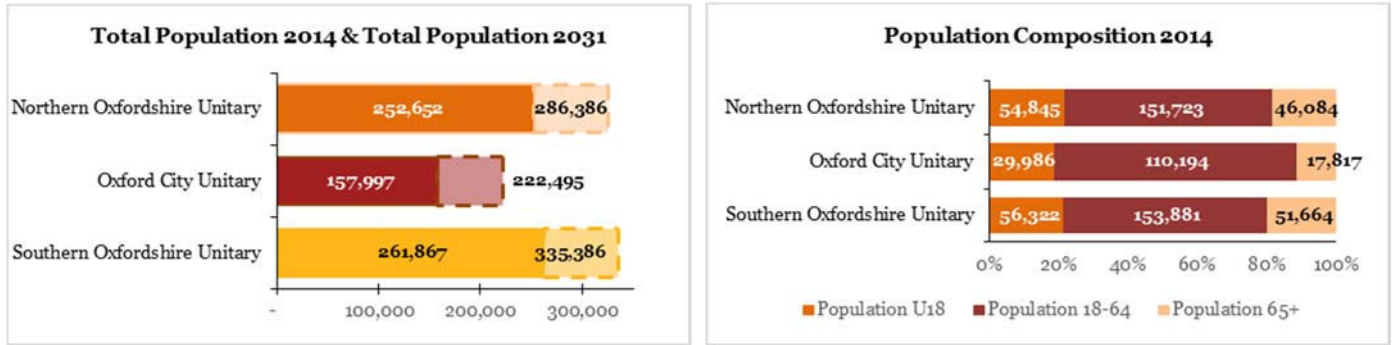 Total Population 2014 & Total Population 2031
Northern Oxfordshire Unitary
252,652
286,386
Oxford City Unitary
157,997
222,495
Southern Oxfordshire Unitary
261,867
335,386
-
100,000
200,000
300,000
Population Composition 2014
Northern Oxfordshire Unitary
54,845
151,723
46,084
Oxford City Unitary
29,986
110,194
17,817
Southern Oxfordshire Unitary
56,322
153,881
51,664
0%
20%
40%
60%
80%
100%
Population U18
Population 18-64
Population 65+